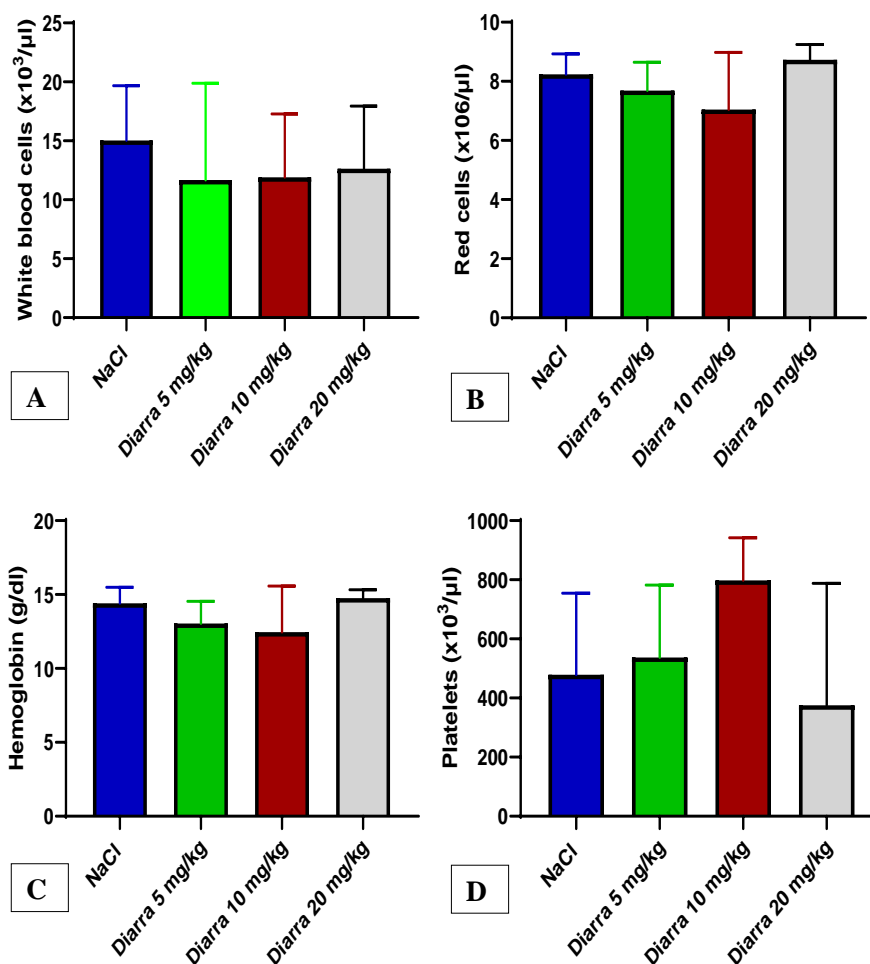 White blood cells (x10³/µl)
25
20
15
10
5
0
NaCl
Diarra 5 mg/kg
Diarra 10 mg/kg
Diarra 20 mg/kg
A
Red cells (x106/µl)
10
8
6
4
2
0
NaCl
Diarra 5 mg/kg
Diarra 10 mg/kg
Diarra 20 mg/kg
B
Hemoglobin (g/dl)
20
15
10
5
0
NaCl
Diarra 5 mg/kg
Diarra 10 mg/kg
Diarra 20 mg/kg
C
Platelets (x10³/µl)
1000
800
600
400
200
0
NaCl
Diarra 5 mg/kg
Diarra 10 mg/kg
Diarra 20 mg/kg
D